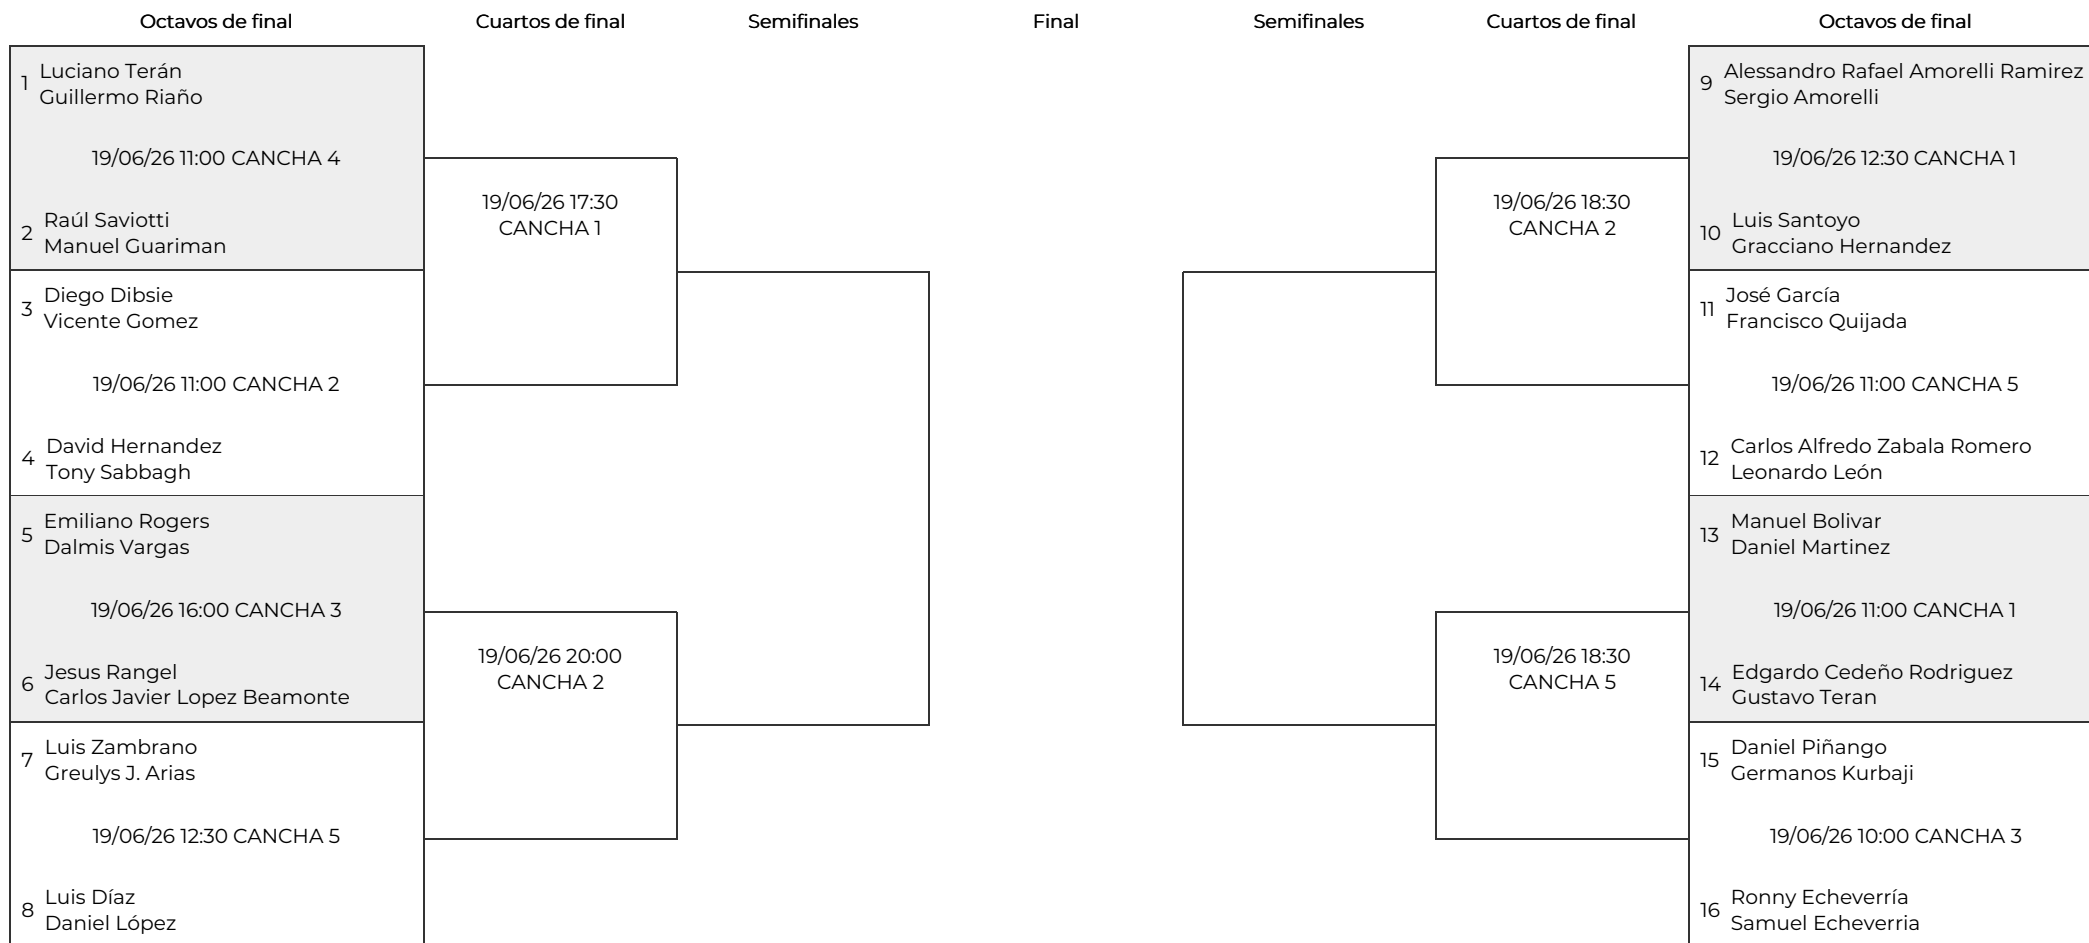 Octavos de final
Cuartos de final
Semifinales
Final
Semifinales
Cuartos de final
Octavos de final
1
Luciano Terán
Guillermo Riaño
19/06/26 11:00 CANCHA 4
2
Raúl Saviotti
Manuel Guariman
3
Diego Dibsie
Vicente Gomez
19/06/26 11:00 CANCHA 2
4
David Hernandez
Tony Sabbagh
5
Emiliano Rogers
Dalmis Vargas
19/06/26 16:00 CANCHA 3
6
Jesus Rangel
Carlos Javier Lopez Beamonte
7
Luis Zambrano
Greulys J. Arias
19/06/26 12:30 CANCHA 5
8
Luis Díaz
Daniel López
19/06/26 17:30
CANCHA 1
19/06/26 20:00
CANCHA 2
19/06/26 18:30
CANCHA 2
19/06/26 18:30
CANCHA 5
9
Alessandro Rafael Amorelli Ramirez
Sergio Amorelli
19/06/26 12:30 CANCHA 1
10
Luis Santoyo
Gracciano Hernandez
11
José García
Francisco Quijada
19/06/26 11:00 CANCHA 5
12
Carlos Alfredo Zabala Romero
Leonardo León
13
Manuel Bolivar
Daniel Martinez
19/06/26 11:00 CANCHA 1
14
Edgardo Cedeño Rodriguez
Gustavo Teran
15
Daniel Piñango
Germanos Kurbaji
19/06/26 10:00 CANCHA 3
16
Ronny Echeverría
Samuel Echeverria